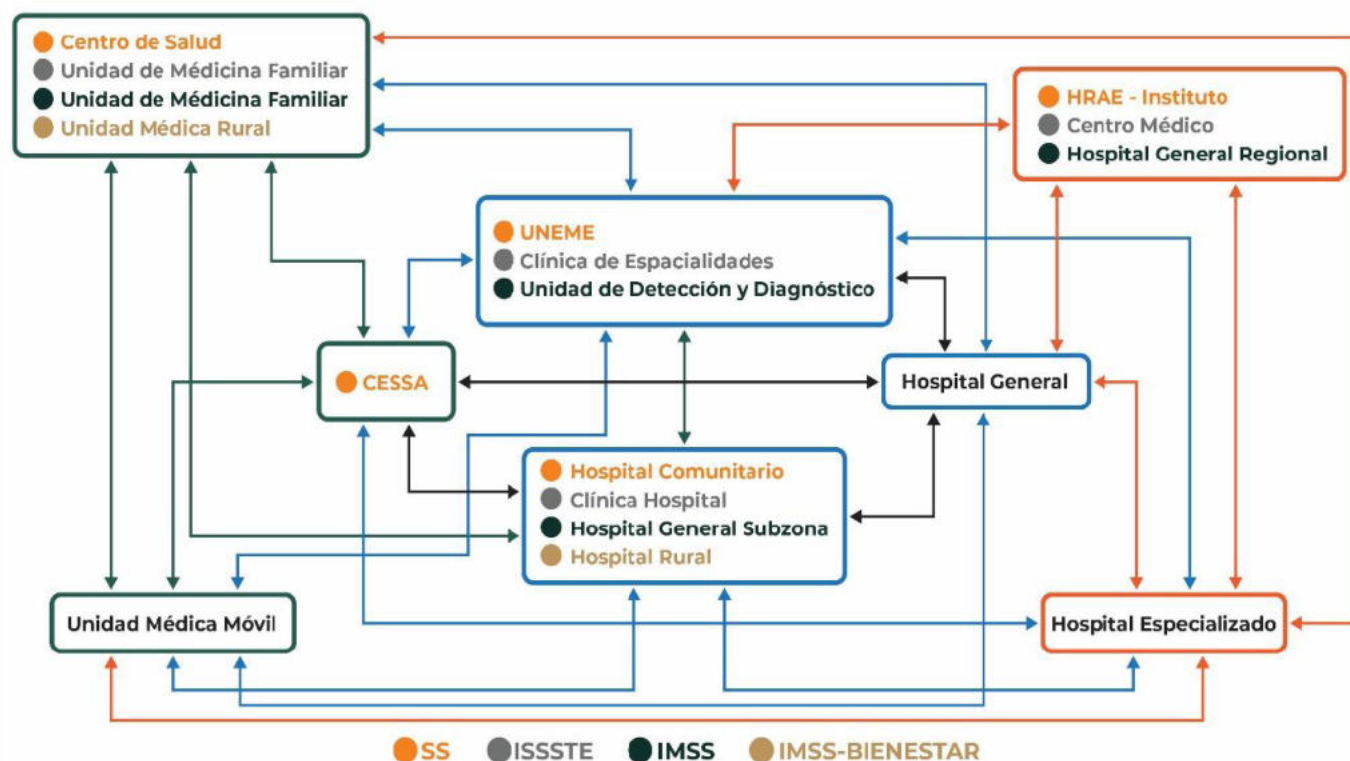 Centro de Salud
Unidad de Médicina Familiar
Unidad de Médicina Familiar
Unidad Médica Rural
HRAE - Instituto
Centro Médico
Hospital General Regional
UNEME
Clínica de Espacialidades
Unidad de Detección y Diagnóstico
CESSA
Hospital General
Hospital Comunitario
Clínica Hospital
Hospital General Subzona
Hospital Rural
Unidad Médica Móvil
Hospital Especializado
SS ISSSTE IMSS IMSS-BIENESTAR